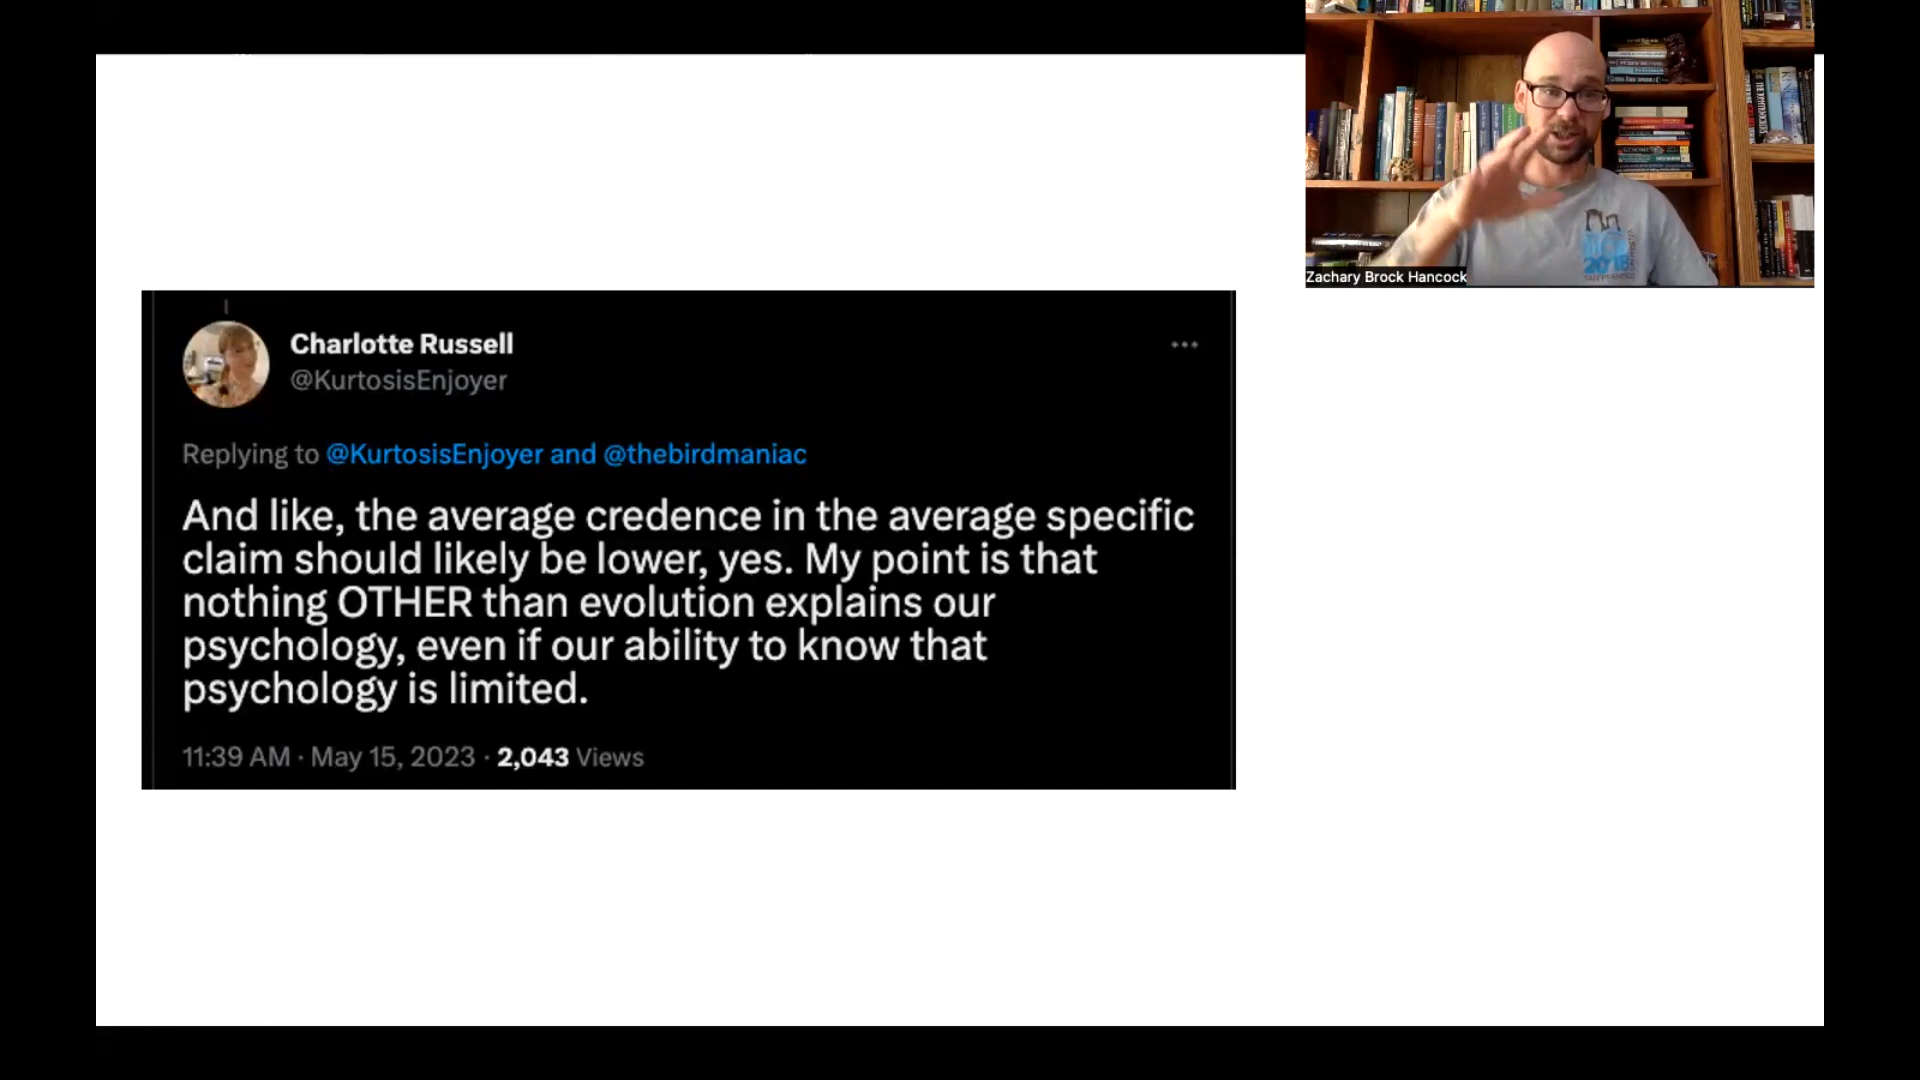 Zachary Brock Hancock
Charlotte Russell
@KurtosisEnjoyer
Replying to @KurtosisEnjoyer and @thebirdmaniac
And like, the average credence in the average specific
claim should likely be lower, yes. My point is that
nothing OTHER than evolution explains our
psychology, even if our ability to know that
psychology is limited.
11:39 AM · May 15, 2023 · 2,043 Views